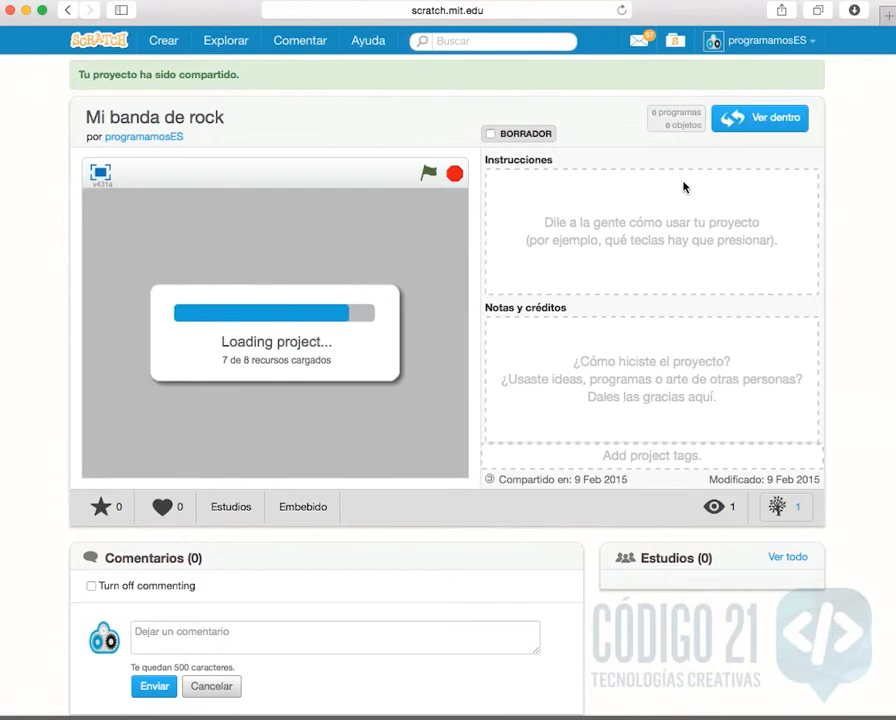 scratch.mit.edu
SCRATCH
Crear
Explorar
Comentar
Ayuda
Buscar
57
programamosES
Tu proyecto ha sido compartido.
Mi banda de rock
por programamosES
0 programas
0 objetos
Ver dentro
BORRADOR
v431a
Instrucciones
Dile a la gente cómo usar tu proyecto
(por ejemplo, qué teclas hay que presionar).
Loading project...
7 de 8 recursos cargados
Notas y créditos
¿Cómo hiciste el proyecto?
¿Usaste ideas, programas o arte de otras personas?
Dales las gracias aquí.
Add project tags.
Compartido en: 9 Feb 2015
Modificado: 9 Feb 2015
0
0
Estudios
Embebido
1
1
Comentarios (0)
Turn off commenting
Dejar un comentario
Te quedan 500 caracteres.
Enviar
Cancelar
Estudios (0)
Ver todo
CÓDIGO 21
TECNOLOGÍAS CREATIVAS